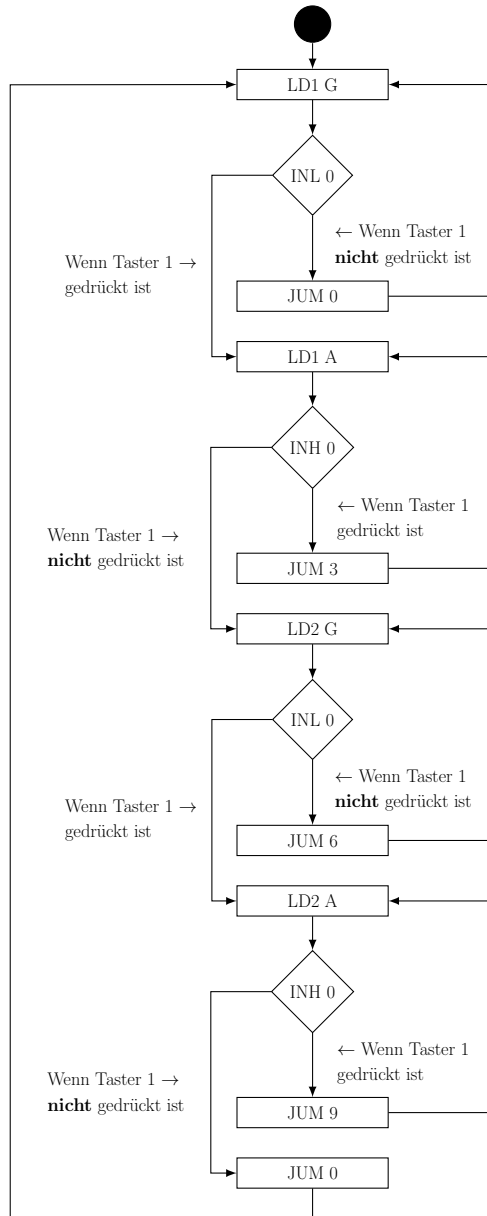 LD1 G
INL 0
← Wenn Taster 1
nicht gedrückt ist
Wenn Taster 1 →
gedrückt ist
JUM 0
LD1 A
INH 0
← Wenn Taster 1
gedrückt ist
Wenn Taster 1 →
nicht gedrückt ist
JUM 3
LD2 G
INL 0
← Wenn Taster 1
nicht gedrückt ist
Wenn Taster 1 →
gedrückt ist
JUM 6
LD2 A
INH 0
← Wenn Taster 1
gedrückt ist
Wenn Taster 1 →
nicht gedrückt ist
JUM 9
JUM 0